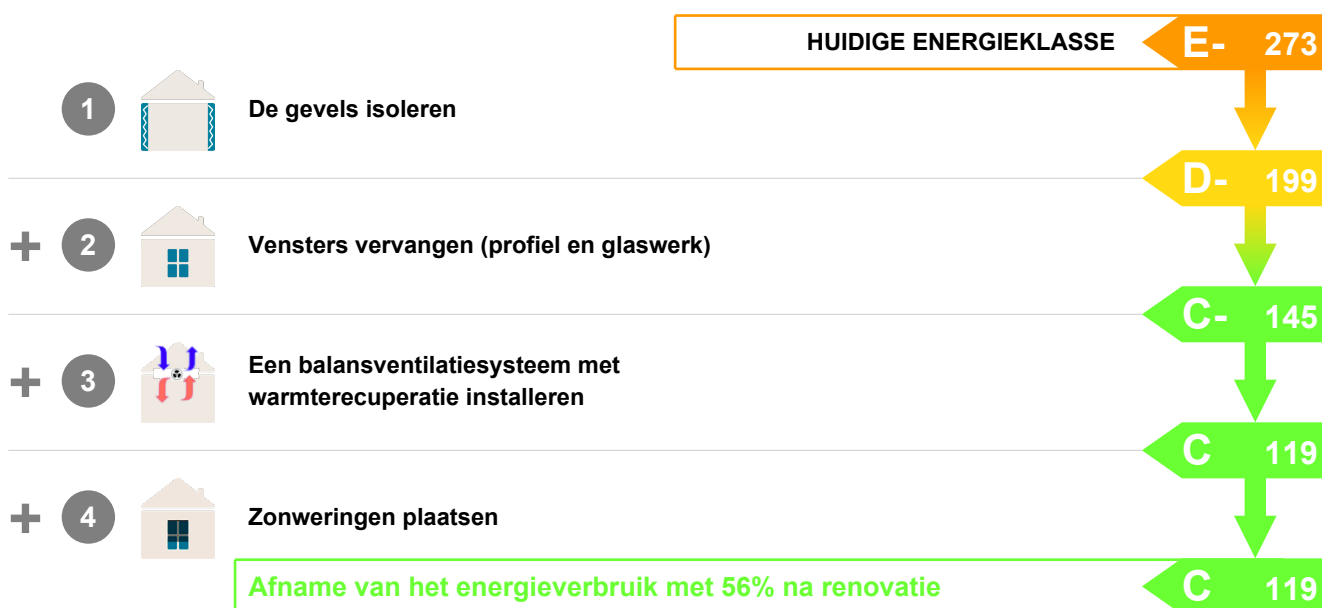 HUIDIGE ENERGIEKLASSE E- 273
1 De gevels isoleren
D- 199
+ 2 Vensters vervangen (profiel en glaswerk)
C- 145
+ 3 Een balansventilatiesysteem met
warmterecuperatie installeren
C 119
+ 4 Zonweringen plaatsen
Afname van het energieverbruik met 56% na renovatie C 119